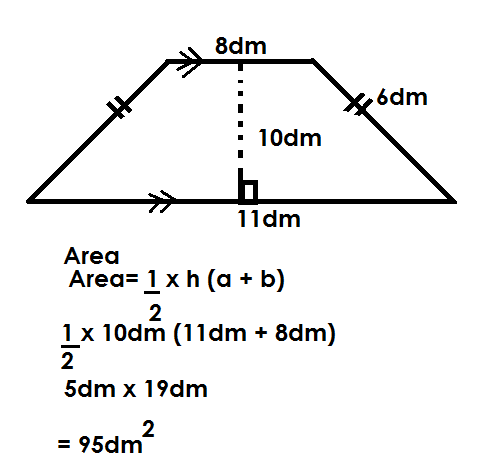 8dm
6dm
10dm
11dm
Area
Area= 1/2 x h (a + b)
1/2 x 10dm (11dm + 8dm)
5dm x 19dm
= 95dm²